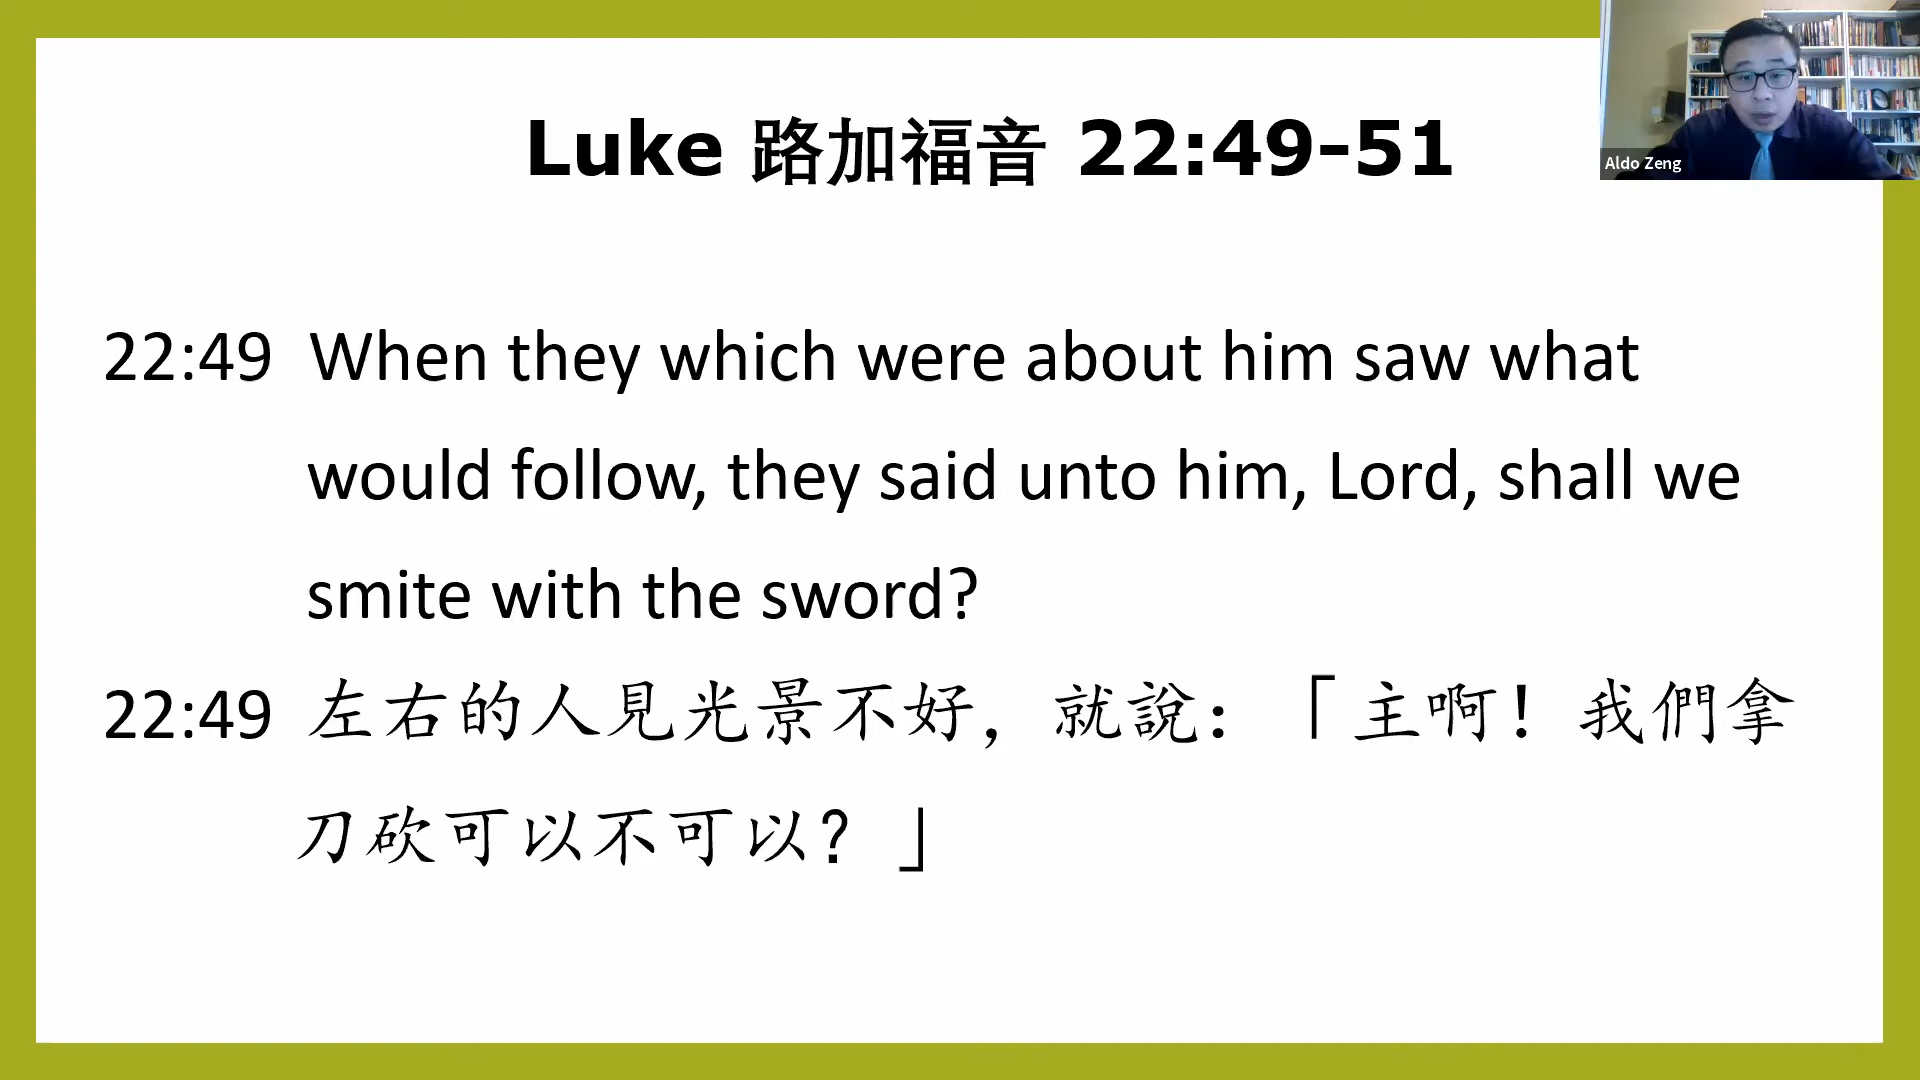 Luke 路加福音 22:49-51
Aldo Zeng
22:49 When they which were about him saw what
would follow, they said unto him, Lord, shall we
smite with the sword?
22:49 左右的人見光景不好，就說：「主啊！我們拿
刀砍可以不可以？」